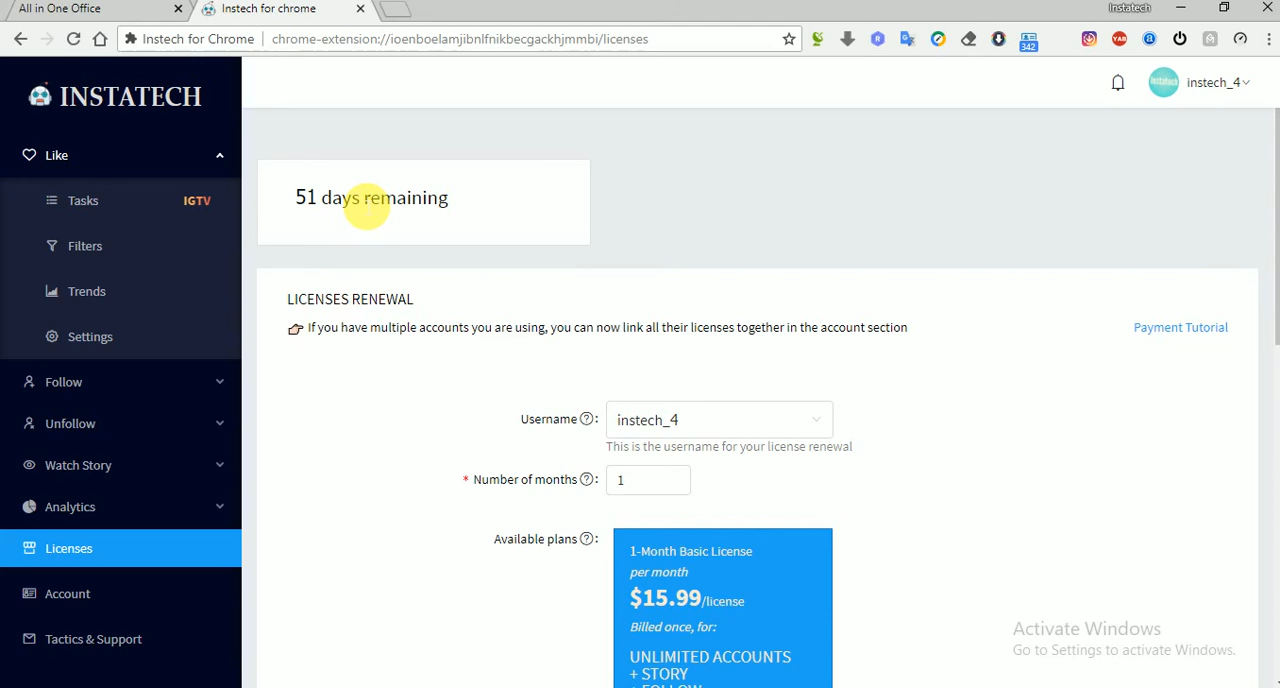 All in One Office
Instech for chrome
Instatech
Instech for Chrome
chrome-extension://ioenboelamjibnlfnikbecgackhjmmbi/licenses
YAB
342
INSTATECH
instech_4
Like
Tasks
IGTV
Filters
Trends
Settings
Follow
Unfollow
Watch Story
Analytics
Licenses
Account
Tactics & Support
51 days remaining
LICENSES RENEWAL
If you have multiple accounts you are using, you can now link all their licenses together in the account section
Payment Tutorial
Username ? :
instech_4
This is the username for your license renewal
* Number of months ? :
1
Available plans ? :
1-Month Basic License
per month
$15.99/license
Billed once, for:
UNLIMITED ACCOUNTS
+ STORY
+ FOLLOW
Activate Windows
Go to Settings to activate Windows.